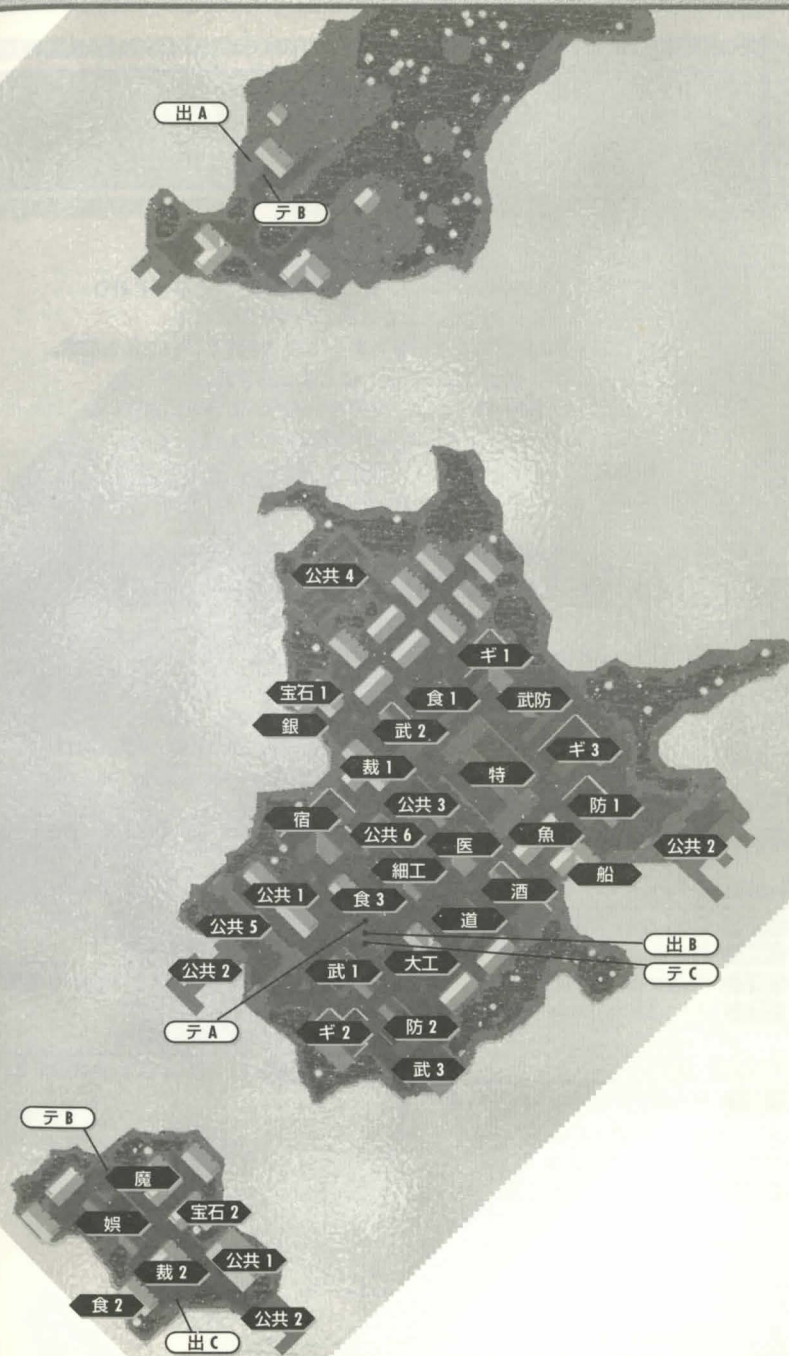 出 A
テ B
公共 4
ギ 1
宝石 1
食 1
武防
銀
武 2
ギ 3
裁 1
特
公共 3
防 1
宿
公共 6
医
魚
公共 2
細工
船
公共 1
食 3
酒
公共 5
道
出 B
公共 2
武 1
大工
テ C
テ A
ギ 2
防 2
武 3
テ B
魔
娯
宝石 2
公共 1
裁 2
食 2
公共 2
出 C